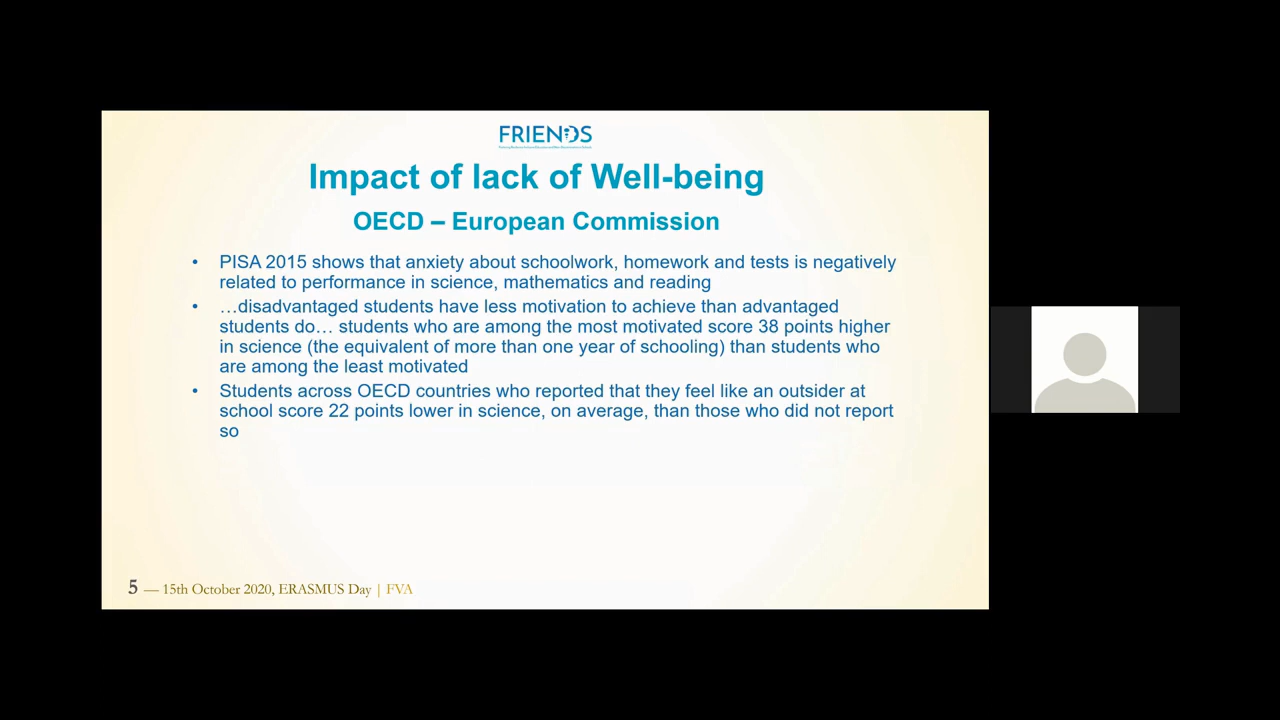 FRIENDS
Impact of lack of Well-being
OECD – European Commission
• PISA 2015 shows that anxiety about schoolwork, homework and tests is negatively
related to performance in science, mathematics and reading
• …disadvantaged students have less motivation to achieve than advantaged
students do… students who are among the most motivated score 38 points higher
in science (the equivalent of more than one year of schooling) than students who
are among the least motivated
• Students across OECD countries who reported that they feel like an outsider at
school score 22 points lower in science, on average, than those who did not report
so
5 — 15th October 2020, ERASMUS Day | FVA